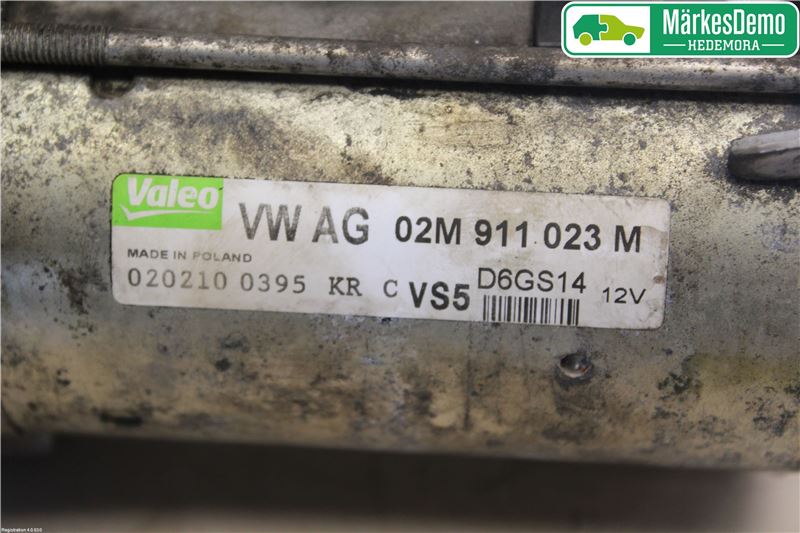 MärkesDemo
HEDEMORA
Valeo
VW AG 02M 911 023 M
MADE IN POLAND
020210 0395 KR C VS5 D6GS14 12V